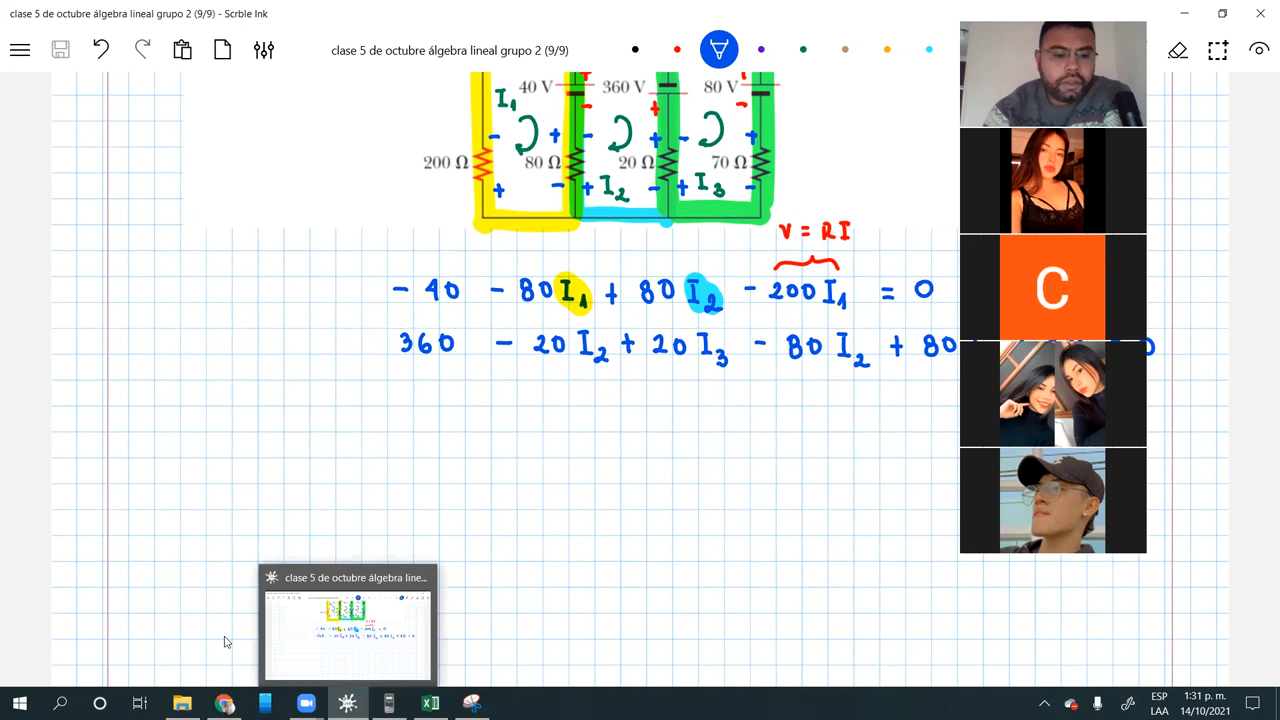 clase 5 de octubre álgebra lineal grupo 2 (9/9) - Scrble Ink
clase 5 de octubre álgebra lineal grupo 2 (9/9)
40 V 360 V 80 V
I₁
200 Ω 80 Ω 20 Ω 70 Ω
I₂ I₃
V = RI
- 40 - 80 I₁ + 80 I₂ - 200 I₁ = 0
360 - 20 I₂ + 20 I₃ - 80 I₂ + 80
C
clase 5 de octubre álgebra line...
ESP 1:31 p. m.
LAA 14/10/2021